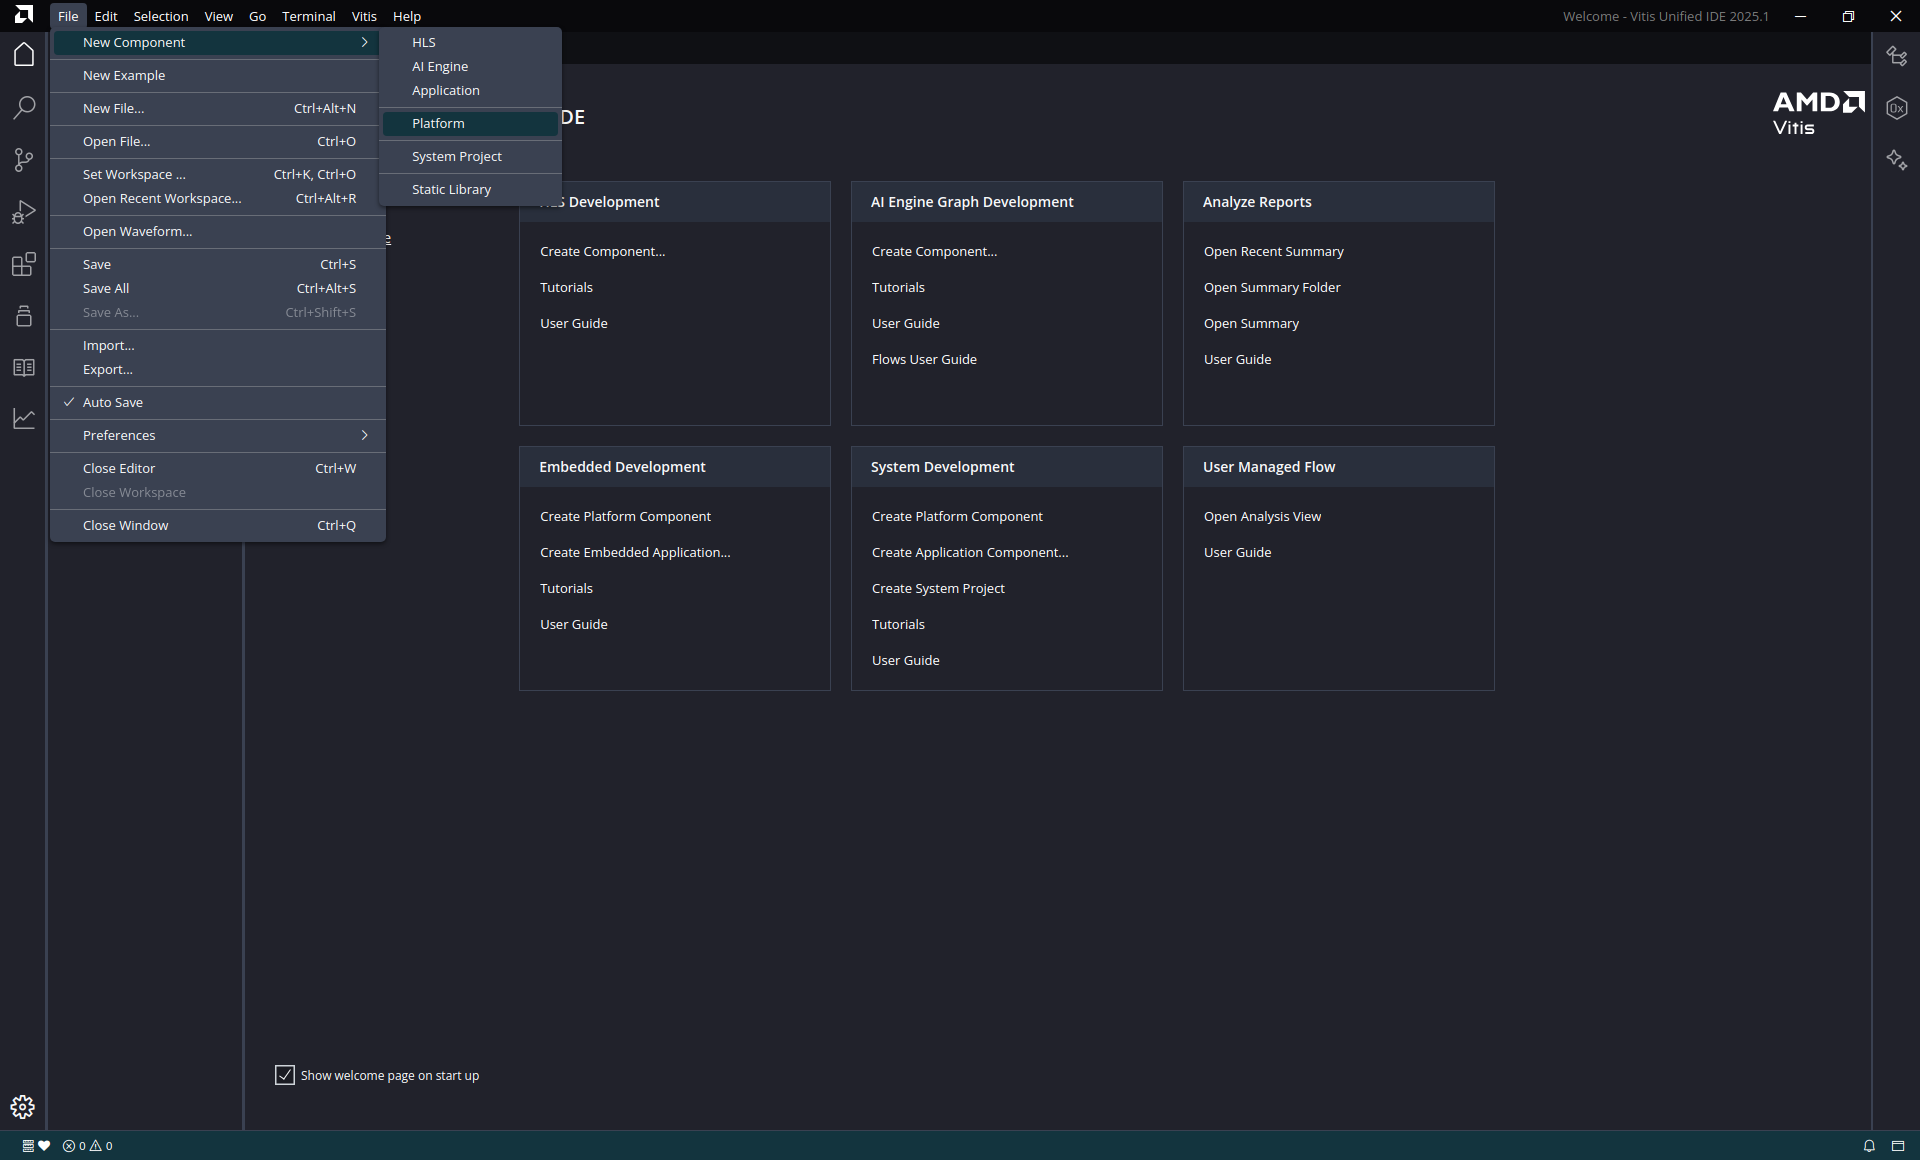 File Edit Selection View Go Terminal Vitis Help
Welcome - Vitis Unified IDE 2025.1
New Component
New Example
New File... Ctrl+Alt+N
Open File... Ctrl+O
Set Workspace ... Ctrl+K, Ctrl+O
Open Recent Workspace... Ctrl+Alt+R
Open Waveform...
Save Ctrl+S
Save All Ctrl+Alt+S
Save As... Ctrl+Shift+S
Import...
Export...
Auto Save
Preferences
Close Editor Ctrl+W
Close Workspace
Close Window Ctrl+Q
HLS
AI Engine
Application
Platform
System Project
Static Library
DE
AMD
Vitis
Development
Create Component...
Tutorials
User Guide
AI Engine Graph Development
Create Component...
Tutorials
User Guide
Flows User Guide
Analyze Reports
Open Recent Summary
Open Summary Folder
Open Summary
User Guide
Embedded Development
Create Platform Component
Create Embedded Application...
Tutorials
User Guide
System Development
Create Platform Component
Create Application Component...
Create System Project
Tutorials
User Guide
User Managed Flow
Open Analysis View
User Guide
0x
Show welcome page on start up
0 0